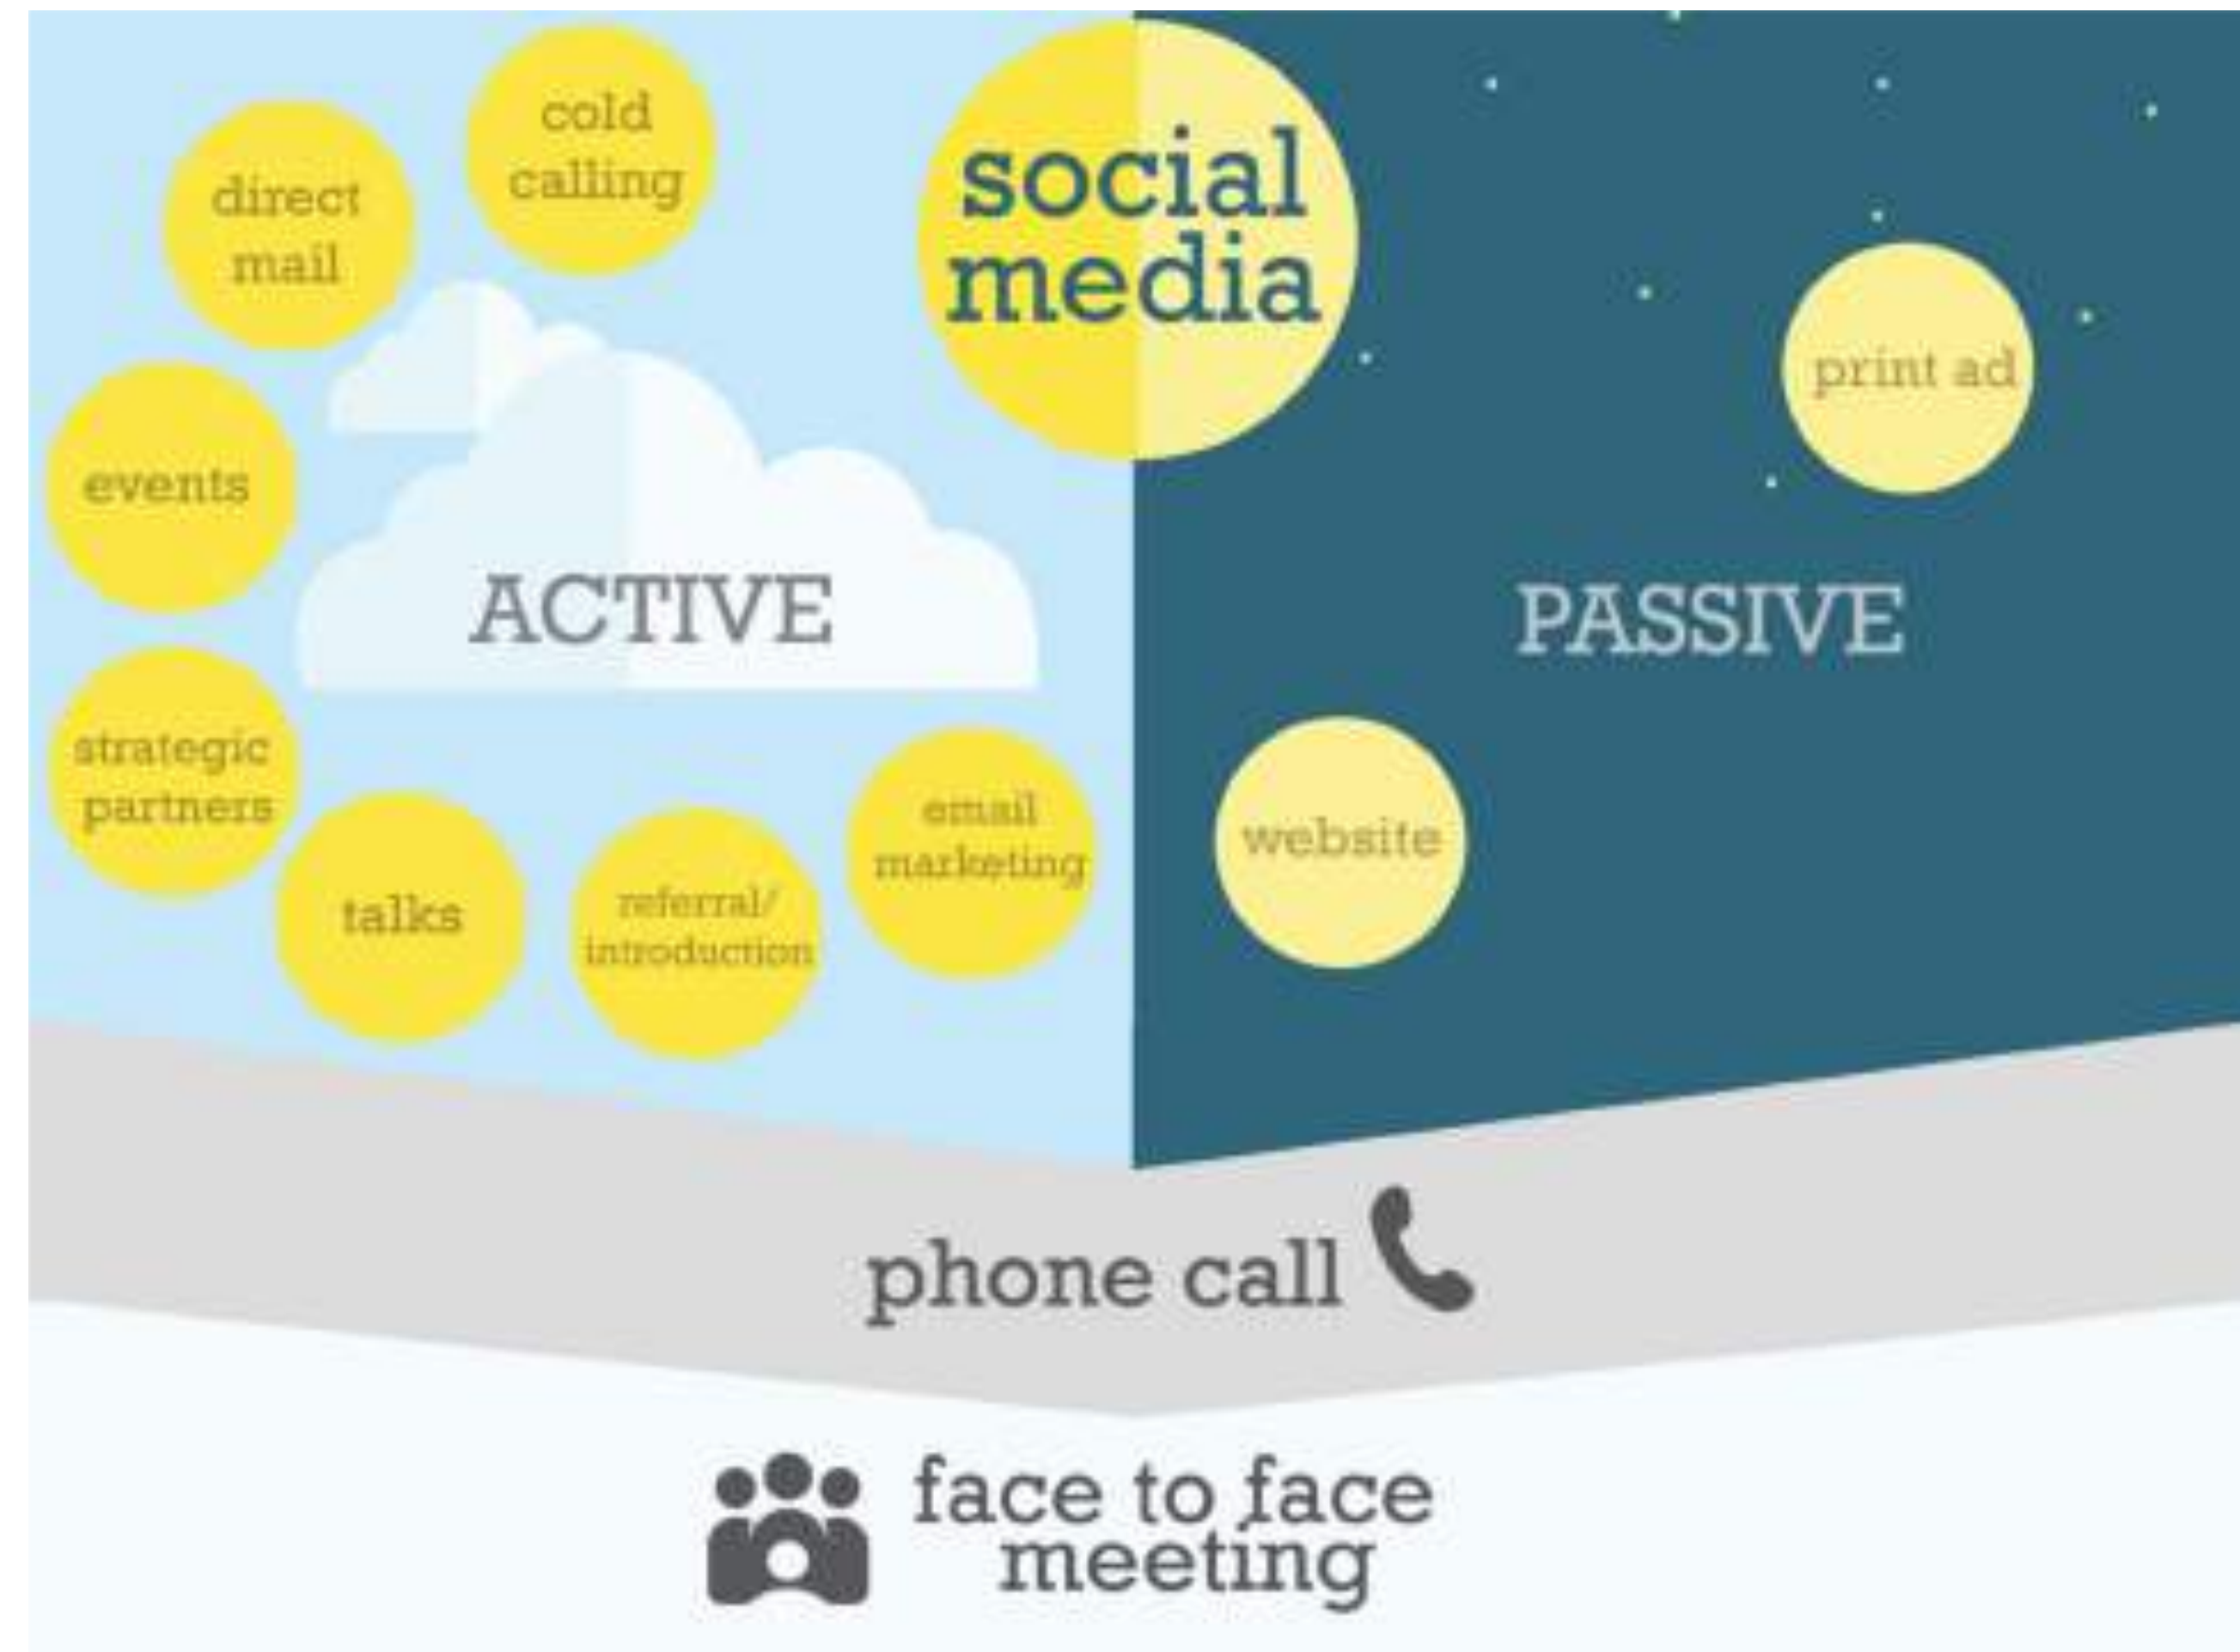 cold
calling
direct
mail
social
media
print ad
events
ACTIVE
PASSIVE
strategic
partners
talks
referral/
introduction
email
marketing
website
phone call
face to face
meeting